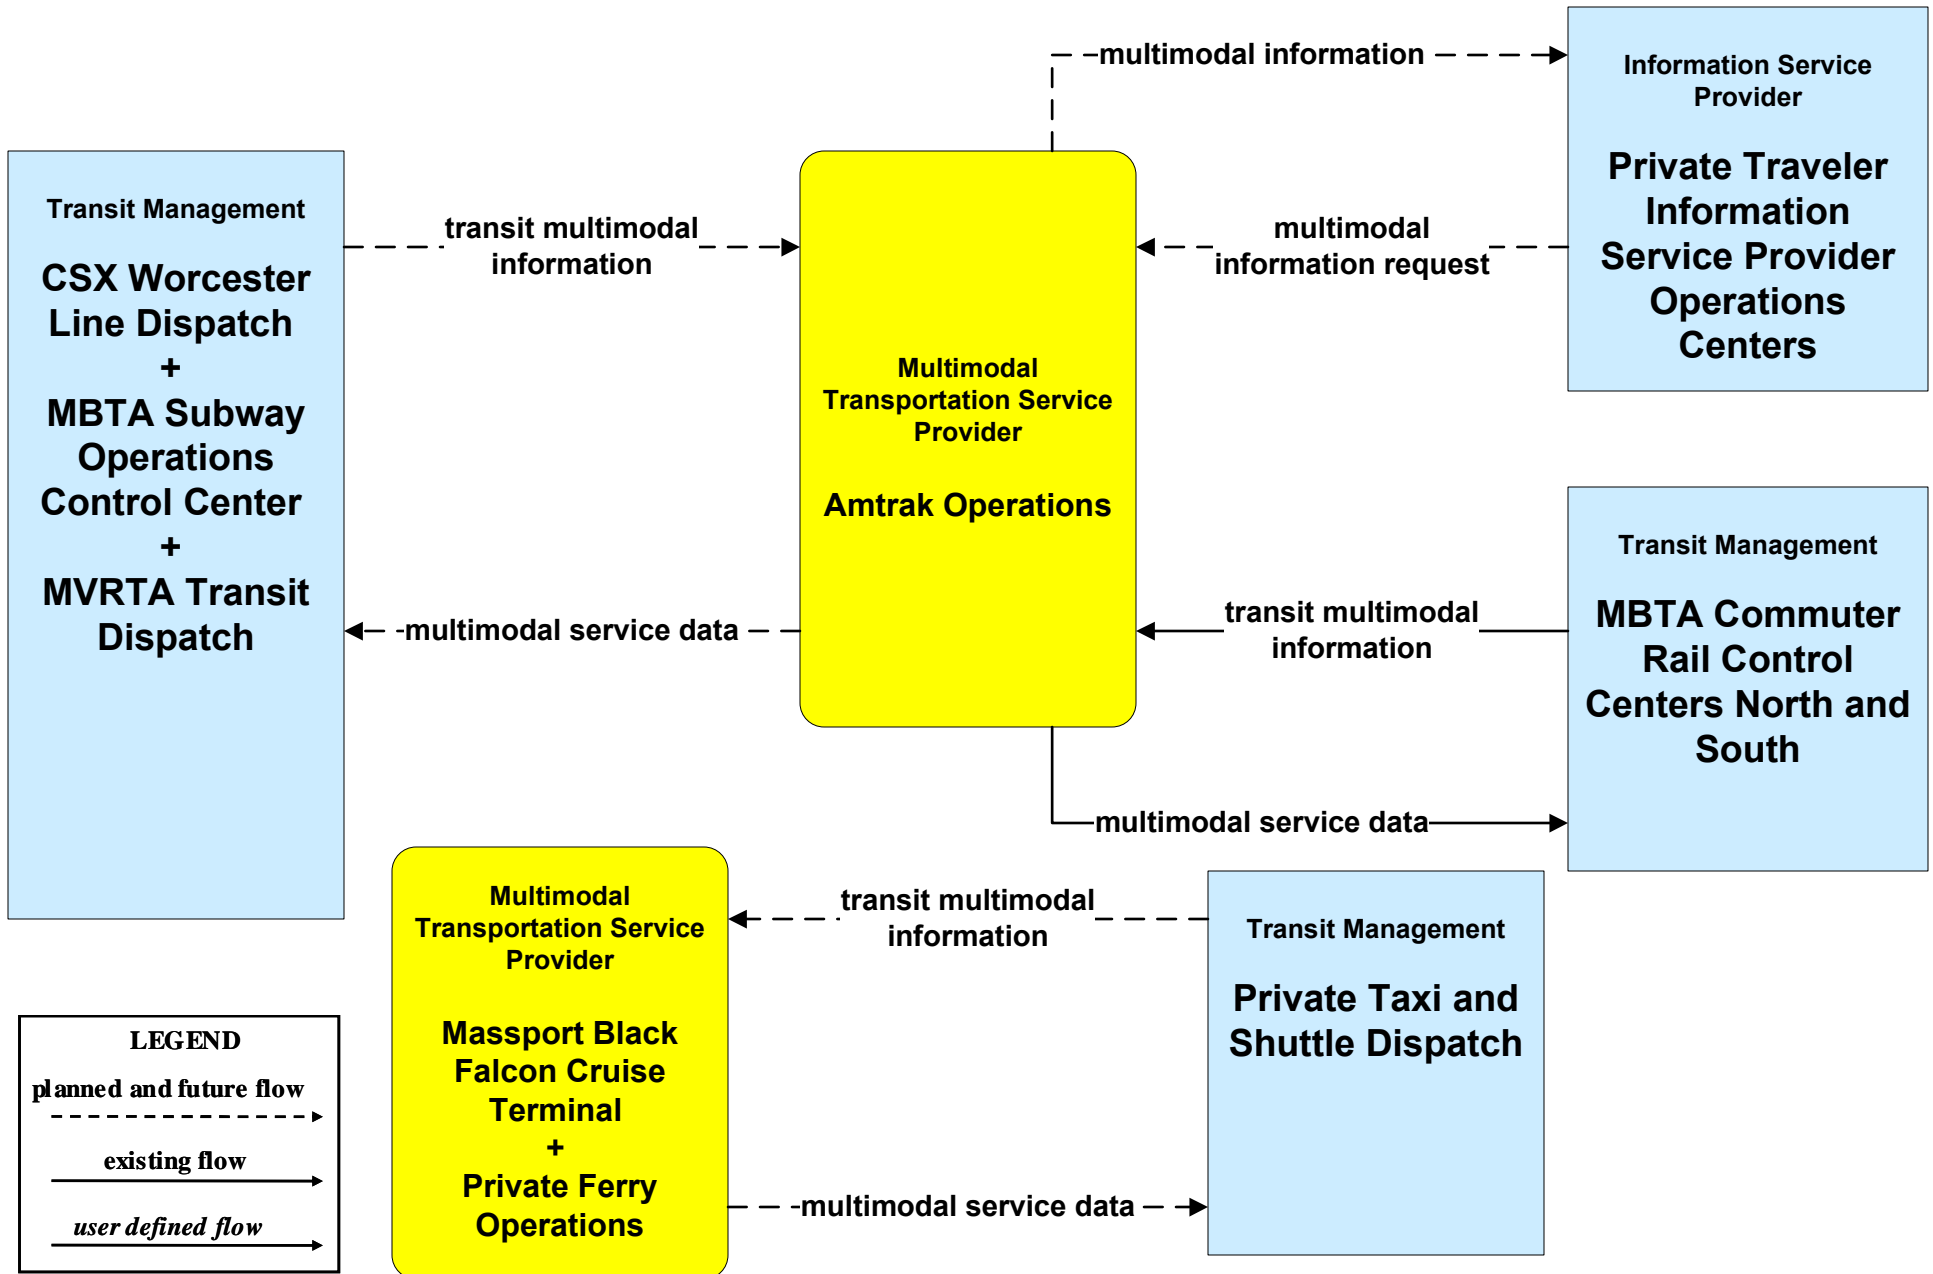 multimodal information
Information Service
Provider
Private Traveler
Information
Service Provider
Operations
Centers
Transit Management
CSX Worcester
Line Dispatch
+
MBTA Subway
Operations
Control Center
+
MVRTA Transit
Dispatch
transit multimodal
information
multimodal
information request
Multimodal
Transportation Service
Provider
Amtrak Operations
Transit Management
MBTA Commuter
Rail Control
Centers North and
South
transit multimodal
information
multimodal service data
multimodal service data
Multimodal
Transportation Service
Provider
Massport Black
Falcon Cruise
Terminal
+
Private Ferry
Operations
transit multimodal
information
Transit Management
Private Taxi and
Shuttle Dispatch
multimodal service data
LEGEND
planned and future flow
existing flow
user defined flow